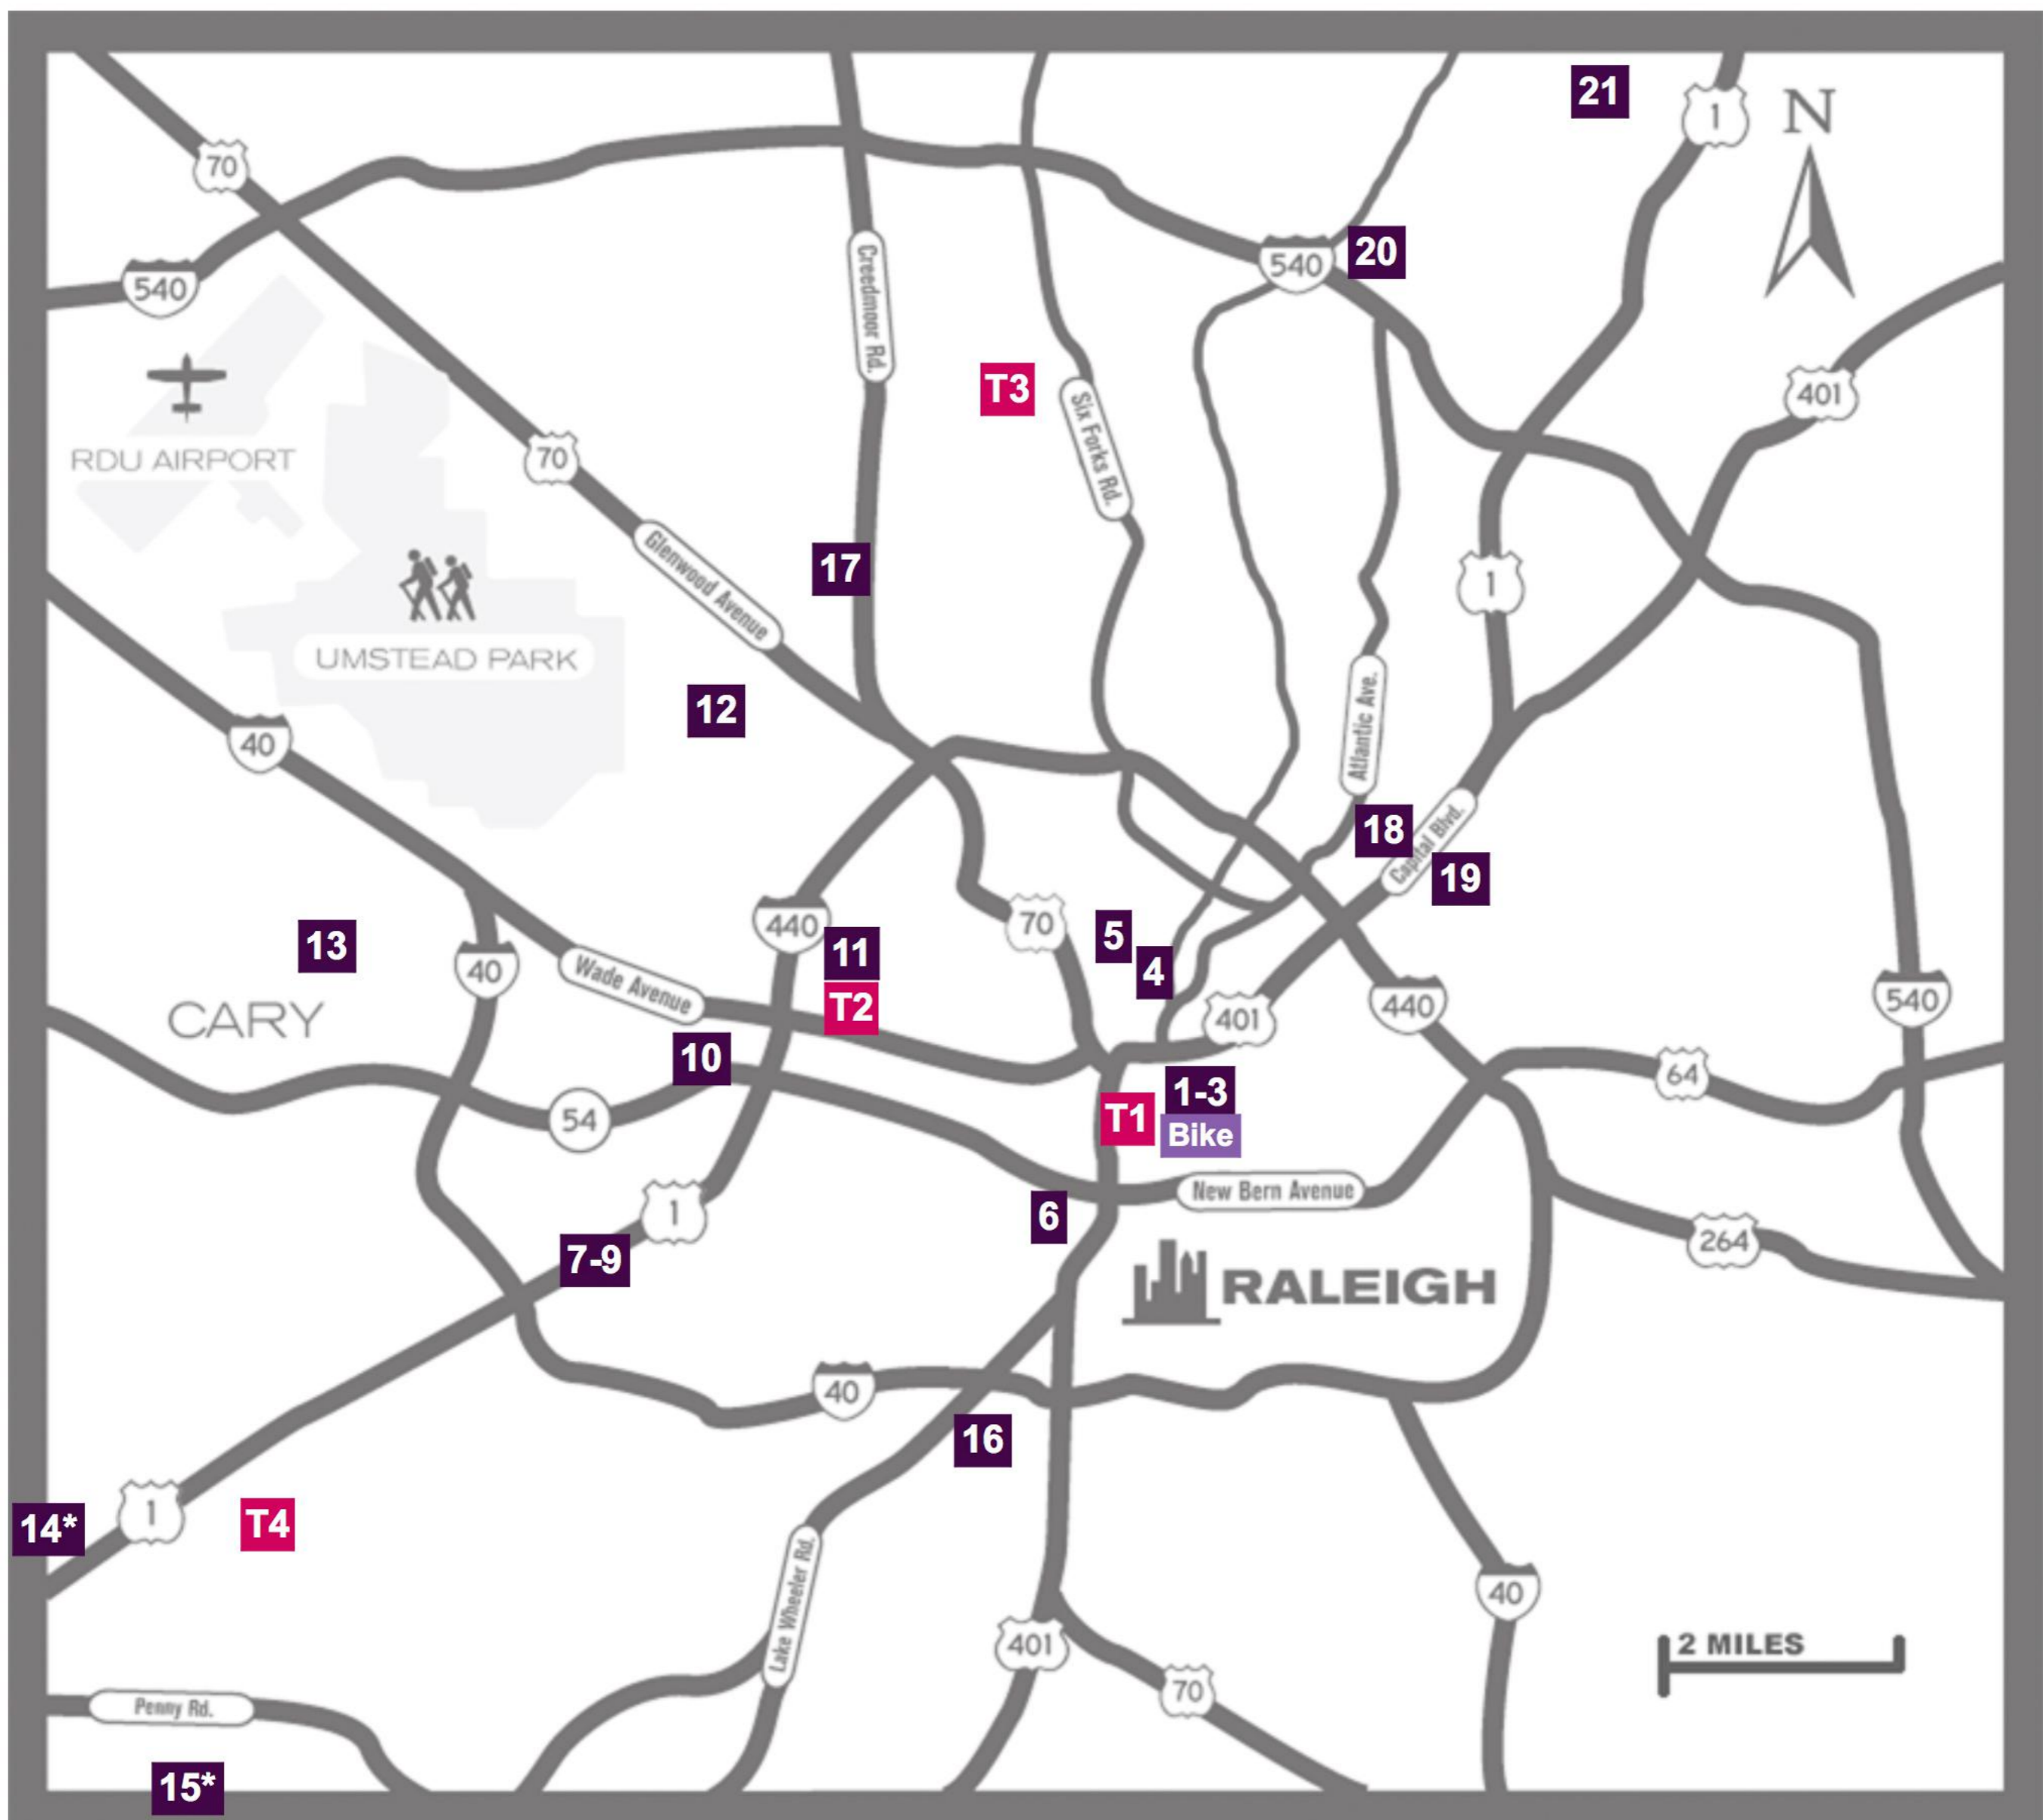 21
1
N
70
20
540
540
Creedmoor Rd.
T3
401
Six Forks Rd.
RDU AIRPORT
70
17
Glenwood Avenue
1
UMSTEAD PARK
12
Atlantic Ave.
40
18
Capital Blvd.
19
440
70
5
13
11
40
4
Wade Avenue
T2
401
440
540
CARY
10
64
1-3
54
T1
Bike
New Bern Avenue
1
6
264
7-9
RALEIGH
40
16
1
14*
T4
40
Lake Wheeler Rd.
401
2 MILES
70
Penny Rd.
15*